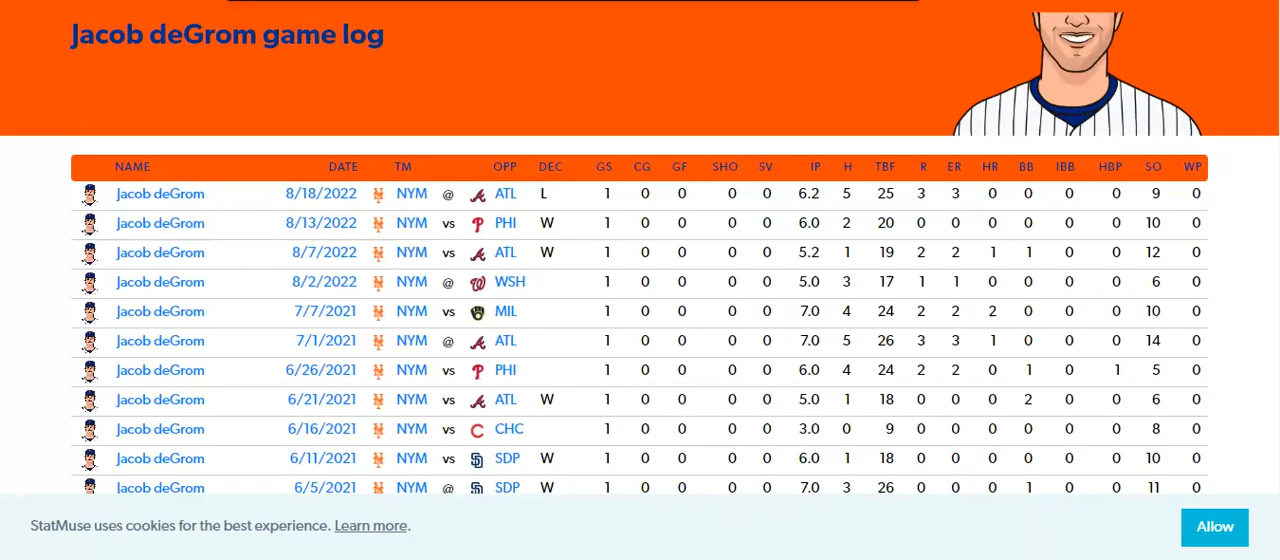 Jacob deGrom game log
NAME DATE TM OPP DEC GS CG GF SHO SV IP H TBF R ER HR BB IBB HBP SO WP
Jacob deGrom 8/18/2022 NYM @ ATL L 1 0 0 0 0 6.2 5 25 3 3 0 0 0 0 9 0
Jacob deGrom 8/13/2022 NYM vs PHI W 1 0 0 0 0 6.0 2 20 0 0 0 0 0 0 10 0
Jacob deGrom 8/7/2022 NYM vs ATL W 1 0 0 0 0 5.2 1 19 2 2 1 1 0 0 12 0
Jacob deGrom 8/2/2022 NYM @ WSH 1 0 0 0 0 5.0 3 17 1 1 0 0 0 0 6 0
Jacob deGrom 7/7/2021 NYM vs MIL 1 0 0 0 0 7.0 4 24 2 2 2 0 0 0 10 0
Jacob deGrom 7/1/2021 NYM @ ATL 1 0 0 0 0 7.0 5 26 3 3 1 0 0 0 14 0
Jacob deGrom 6/26/2021 NYM vs PHI 1 0 0 0 0 6.0 4 24 2 2 0 1 0 1 5 0
Jacob deGrom 6/21/2021 NYM vs ATL W 1 0 0 0 0 5.0 1 18 0 0 0 2 0 0 6 0
Jacob deGrom 6/16/2021 NYM vs CHC 1 0 0 0 0 3.0 0 9 0 0 0 0 0 0 8 0
Jacob deGrom 6/11/2021 NYM vs SDP W 1 0 0 0 0 6.0 1 18 0 0 0 0 0 0 10 0
Jacob deGrom 6/5/2021 NYM @ SDP W 1 0 0 0 0 7.0 3 26 0 0 0 1 0 0 11 0
StatMuse uses cookies for the best experience. Learn more.
Allow